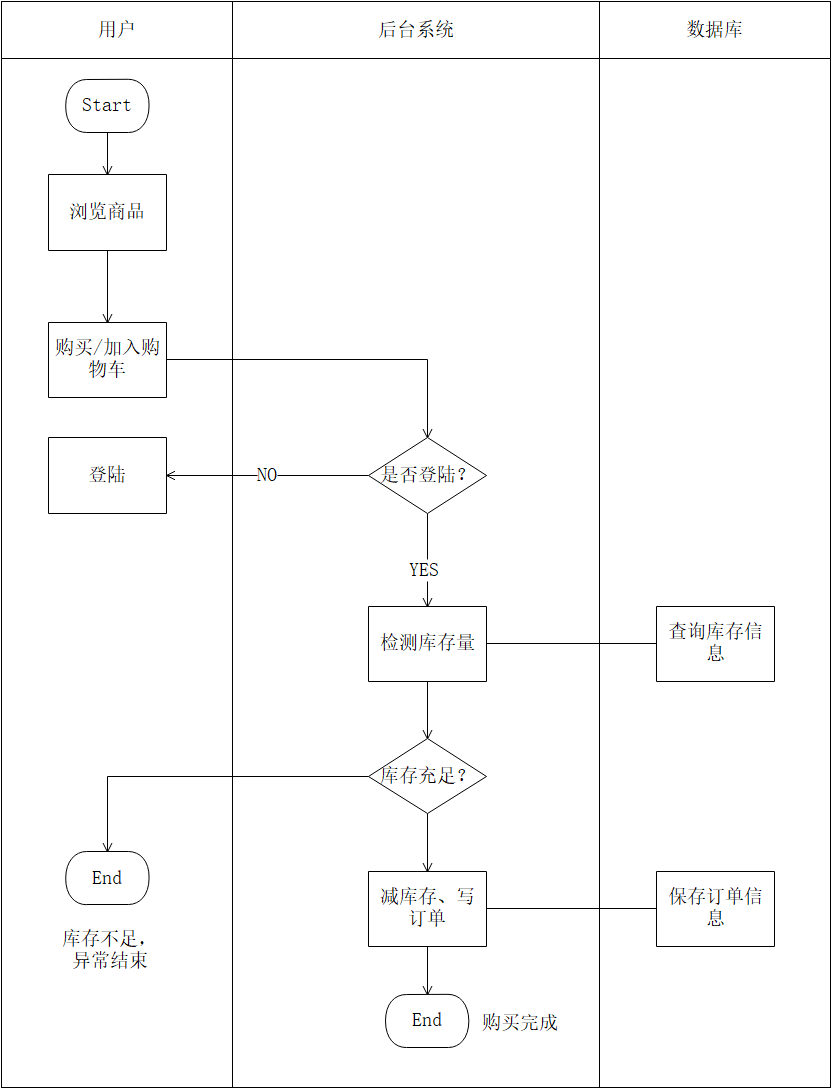 用户
后台系统
数据库
Start
浏览商品
购买/加入购
物车
登陆
NO
是否登陆？
YES
检测库存量
查询库存信
息
库存充足？
End
库存不足，
异常结束
减库存、写
订单
保存订单信
息
End
购买完成